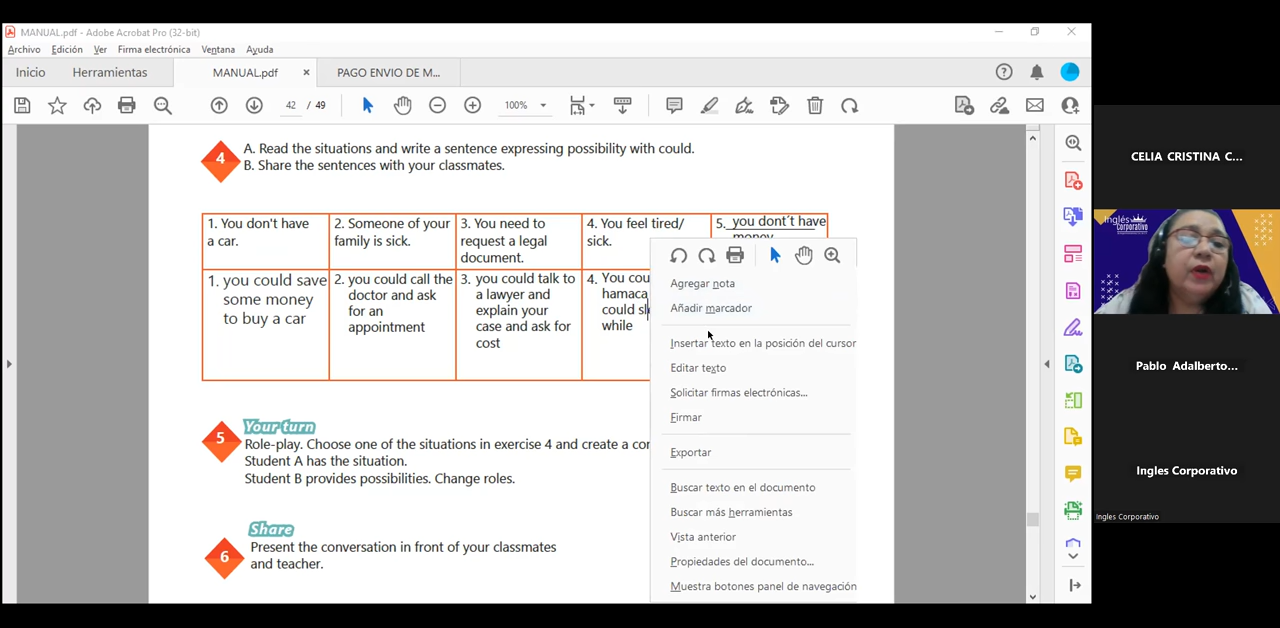 MANUAL.pdf - Adobe Acrobat Pro (32-bit)
Archivo Edición Ver Firma electrónica Ventana Ayuda
Inicio Herramientas MANUAL.pdf × PAGO ENVIO DE M...
42 / 49 100%
4
A. Read the situations and write a sentence expressing possibility with could.
B. Share the sentences with your classmates.
1. You don't have
a car.
2. Someone of your
family is sick.
3. You need to
request a legal
document.
4. You feel tired/
sick.
5. you dont´t have
money
1. you could save
some money
to buy a car
2. you could call the
doctor and ask
for an
appointment
3. you could talk to
a lawyer and
explain your
case and ask for
cost
4. You cou
hamaca
could sl
while
5
Your turn
Role-play. Choose one of the situations in exercise 4 and create a con
Student A has the situation.
Student B provides possibilities. Change roles.
6
Share
Present the conversation in front of your classmates
and teacher.
Agregar nota
Añadir marcador
Insertar texto en la posición del cursor
Editar texto
Solicitar firmas electrónicas...
Firmar
Exportar
Buscar texto en el documento
Buscar más herramientas
Vista anterior
Propiedades del documento...
Muestra botones panel de navegación
CELIA CRISTINA C...
Inglés
Corporativo
Pablo Adalberto...
Ingles Corporativo
Ingles Corporativo